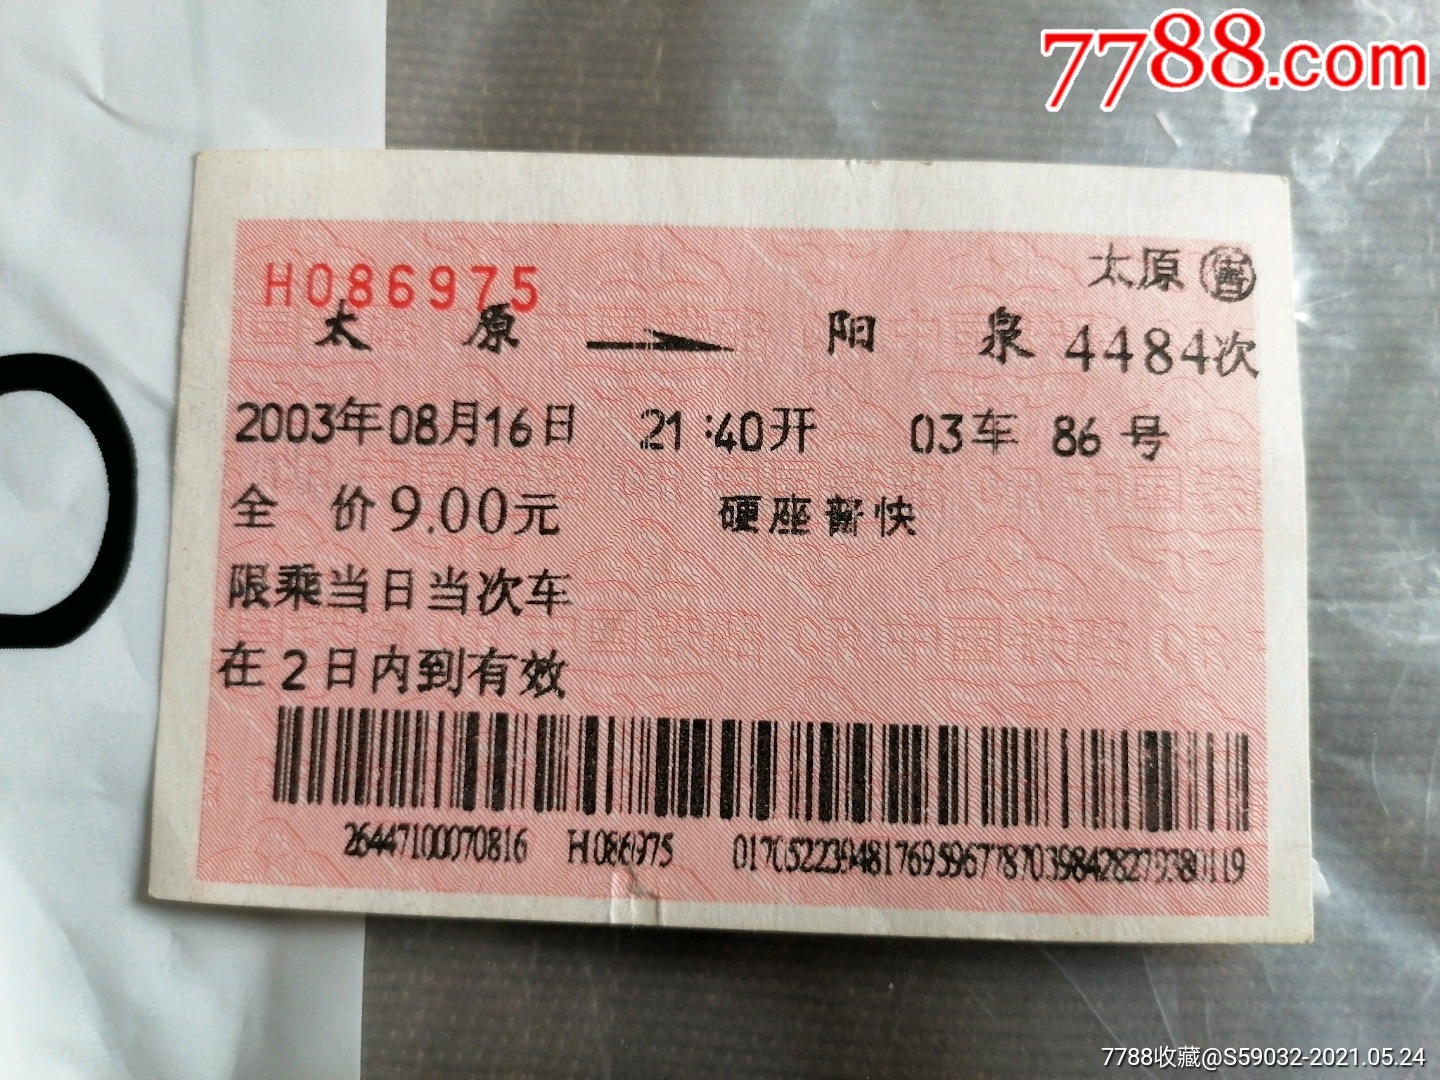 7788.com
太原 售
H086975
太原 阳泉 4484次
2003年08月16日 21:40开 03车 86号
全 价9.00元 硬座普快
限乘当日当次车
在2日内到有效
26447100070816 H086975
7788收藏@S59032-2021.05.24